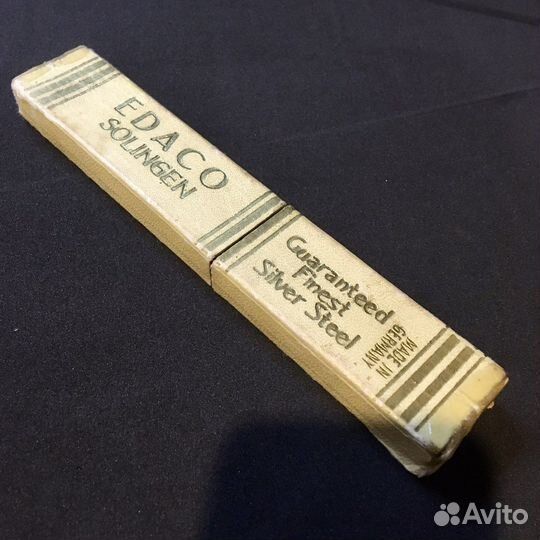 EDACO
SOLINGEN
Guaranteed
Finest
Silver Steel
MADE IN
GERMANY
Avito